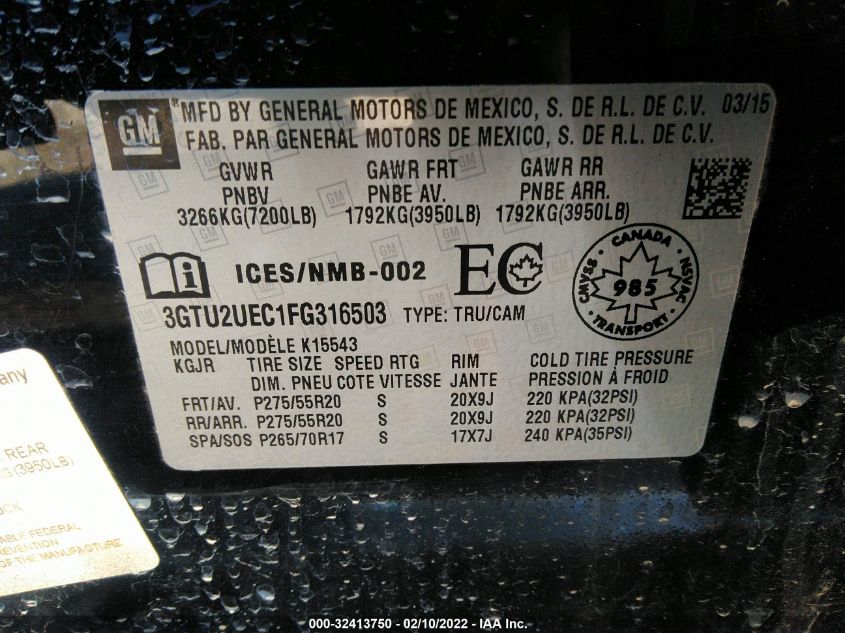 GM ® MFD BY GENERAL MOTORS DE MEXICO, S. DE R.L. DE C.V. 03/15
FAB. PAR GENERAL MOTORS DE MEXICO, S. DE R.L. DE C.V.
GVWR GAWR FRT GAWR RR
PNBV PNBE AV. PNBE ARR.
3266KG(7200LB) 1792KG(3950LB) 1792KG(3950LB)
ICES/NMB-002 EC
CANADA
CMVSS 985 NSVAC
TRANSPORT
3GTU2UEC1FG316503 TYPE: TRU/CAM
MODEL/MODÈLE K15543
KGJR TIRE SIZE SPEED RTG RIM COLD TIRE PRESSURE
DIM. PNEU COTE VITESSE JANTE PRESSION À FROID
FRT/AV. P275/55R20 S 20X9J 220 KPA(32PSI)
RR/ARR. P275/55R20 S 20X9J 220 KPA(32PSI)
SPA/SOS P265/70R17 S 17X7J 240 KPA(35PSI)
REAR
KG(3950LB)
FEDERAL
OF THE MANUFACTURE
000-32413750 - 02/10/2022 - IAA Inc.